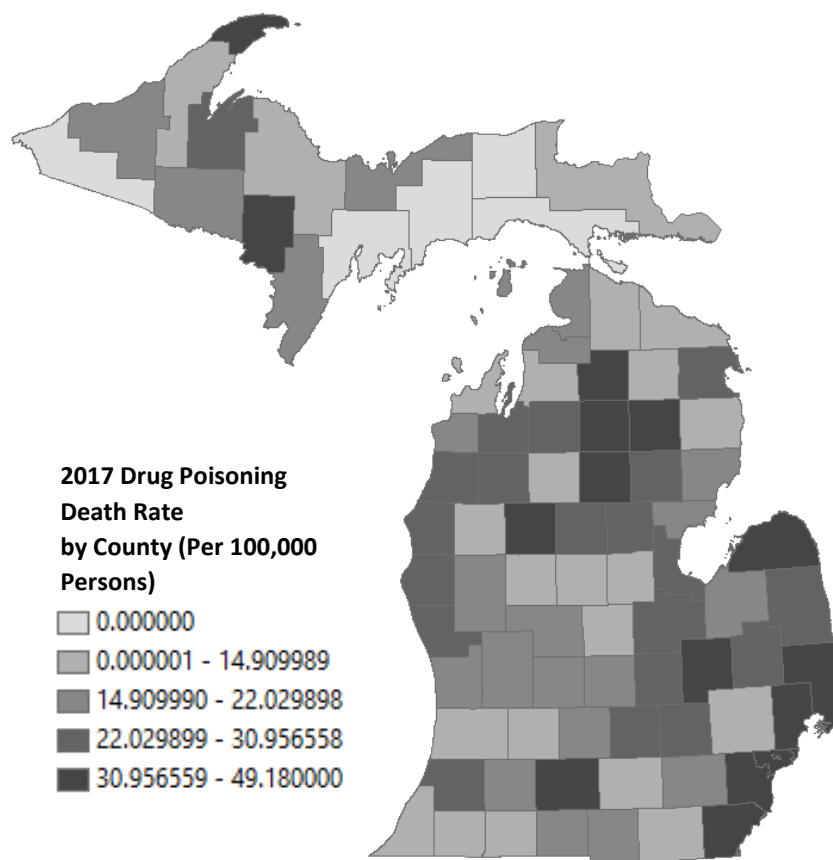 2017 Drug Poisoning
Death Rate
by County (Per 100,000
Persons)
0.000000
0.000001 - 14.909989
14.909990 - 22.029898
22.029899 - 30.956558
30.956559 - 49.180000